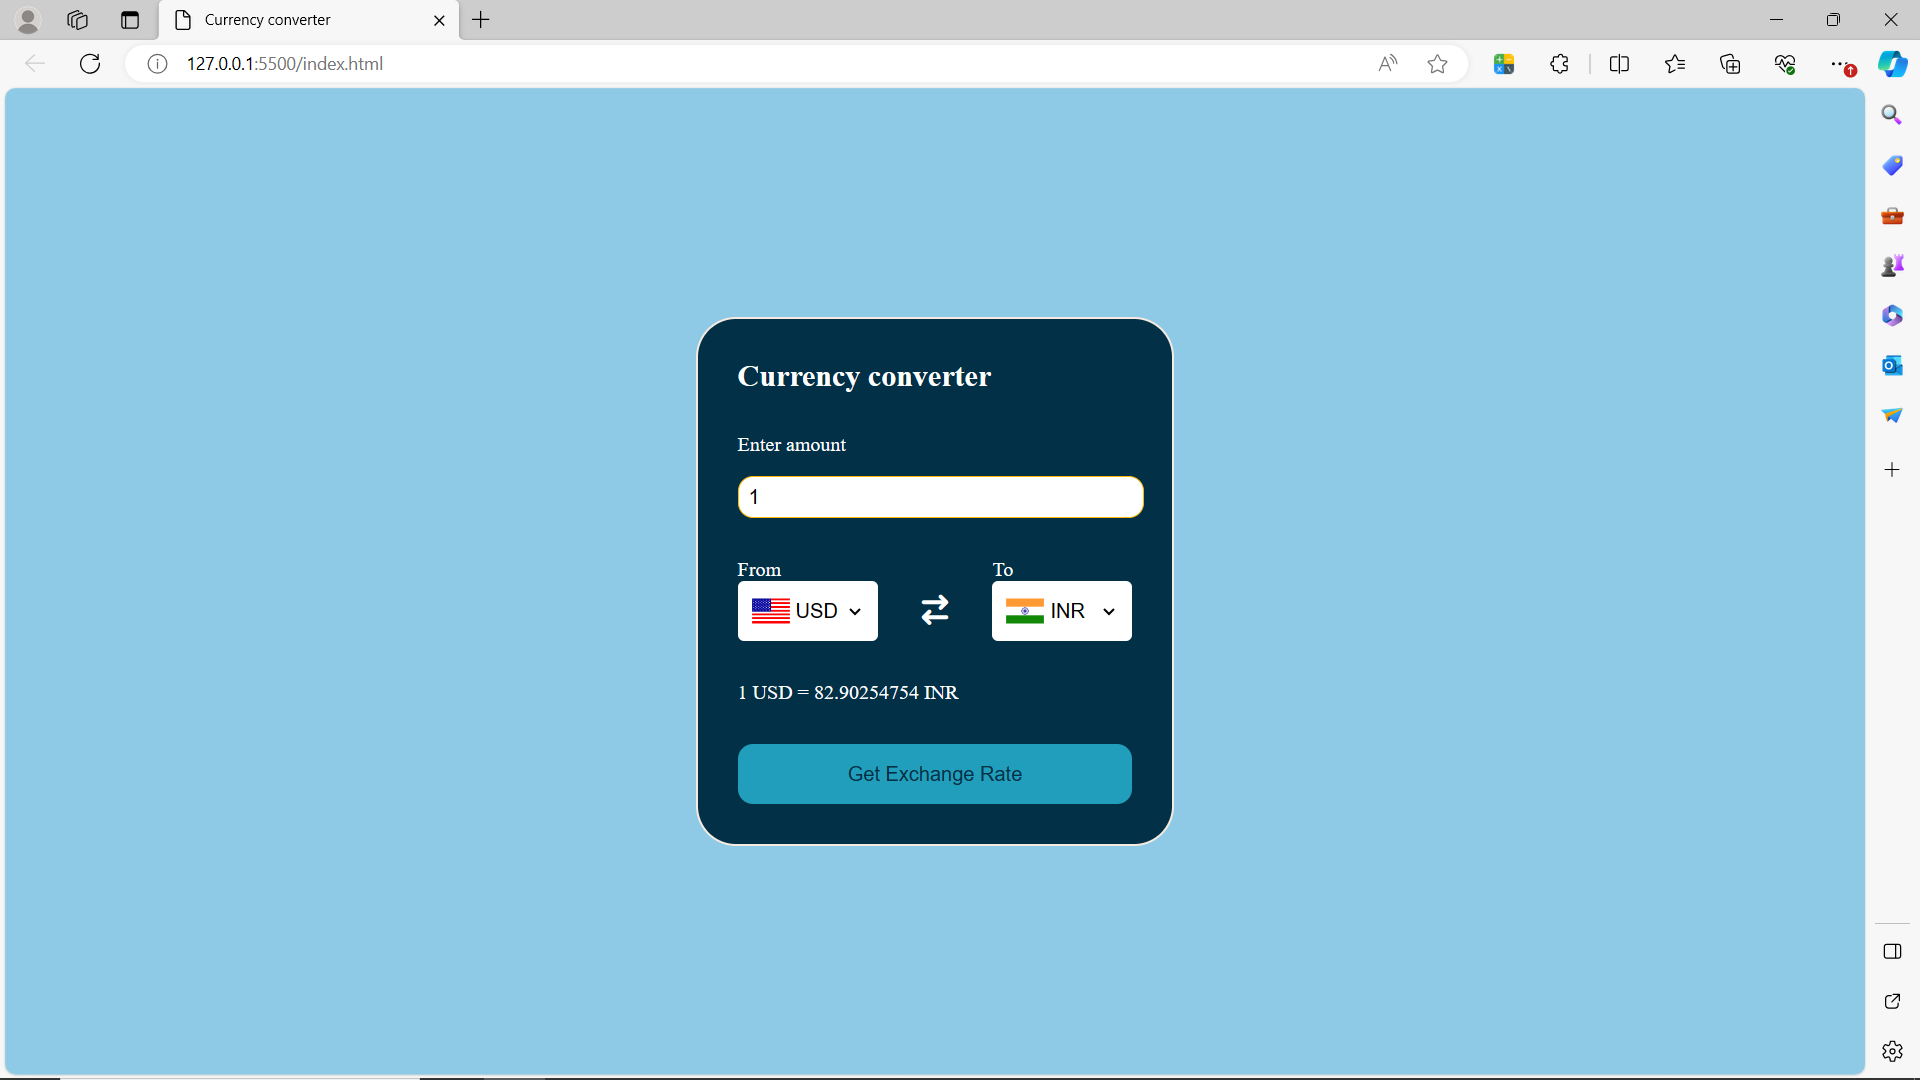 Currency converter
127.0.0.1:5500/index.html
Currency converter
Enter amount
1
From
To
USD
INR
1 USD = 82.90254754 INR
Get Exchange Rate